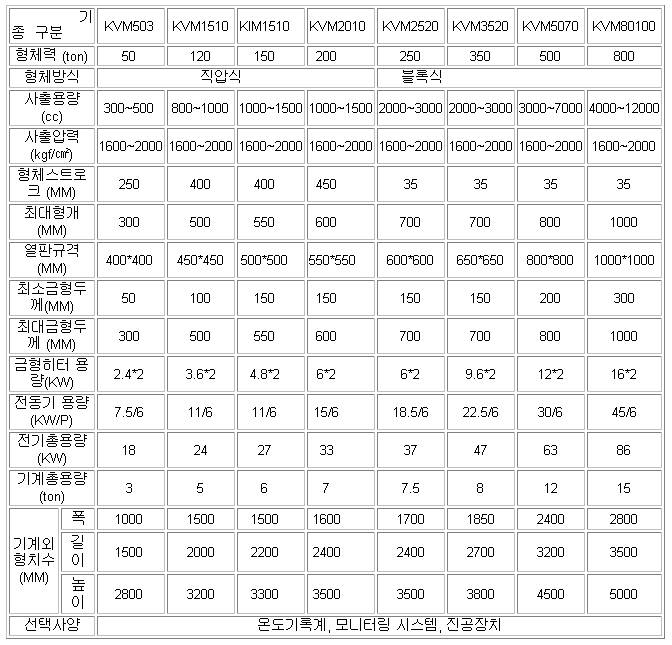 기
종 구분 KVM503 KVM1510 KIM1510 KVM2010 KVM2520 KVM3520 KVM5070 KVM80100
형체력 (ton) 50 120 150 200 250 350 500 800
형체방식 직압식 블록식
사출용량
(cc) 300~500 800~1000 1000~1500 1000~1500 2000~3000 2000~3000 3000~7000 4000~12000
사출압력
(kgf/㎠) 1600~2000 1600~2000 1600~2000 1600~2000 1600~2000 1600~2000 1600~2000 1600~2000
형체스트로
크 (MM) 250 400 400 450 35 35 35 35
최대형개
(MM) 300 500 550 600 700 700 800 1000
열판규격
(MM) 400*400 450*450 500*500 550*550 600*600 650*650 800*800 1000*1000
최소금형두
께(MM) 50 100 150 150 150 150 200 300
최대금형두
께 (MM) 300 500 550 600 700 700 800 1000
금형히터 용
량(KW) 2.4*2 3.6*2 4.8*2 6*2 6*2 9.6*2 12*2 16*2
전동기 용량
(KW/P) 7.5/6 11/6 11/6 15/6 18.5/6 22.5/6 30/6 45/6
전기총용량
(KW) 18 24 27 33 37 47 63 86
기계총용량
(ton) 3 5 6 7 7.5 8 12 15
기계외
형치수
(MM)
폭 1000 1500 1500 1600 1700 1850 2400 2800
길
이 1500 2000 2200 2400 2400 2700 3200 3500
높
이 2800 3200 3300 3500 3500 3800 4500 5000
선택사양 온도기록계, 모니터링 시스템, 진공장치